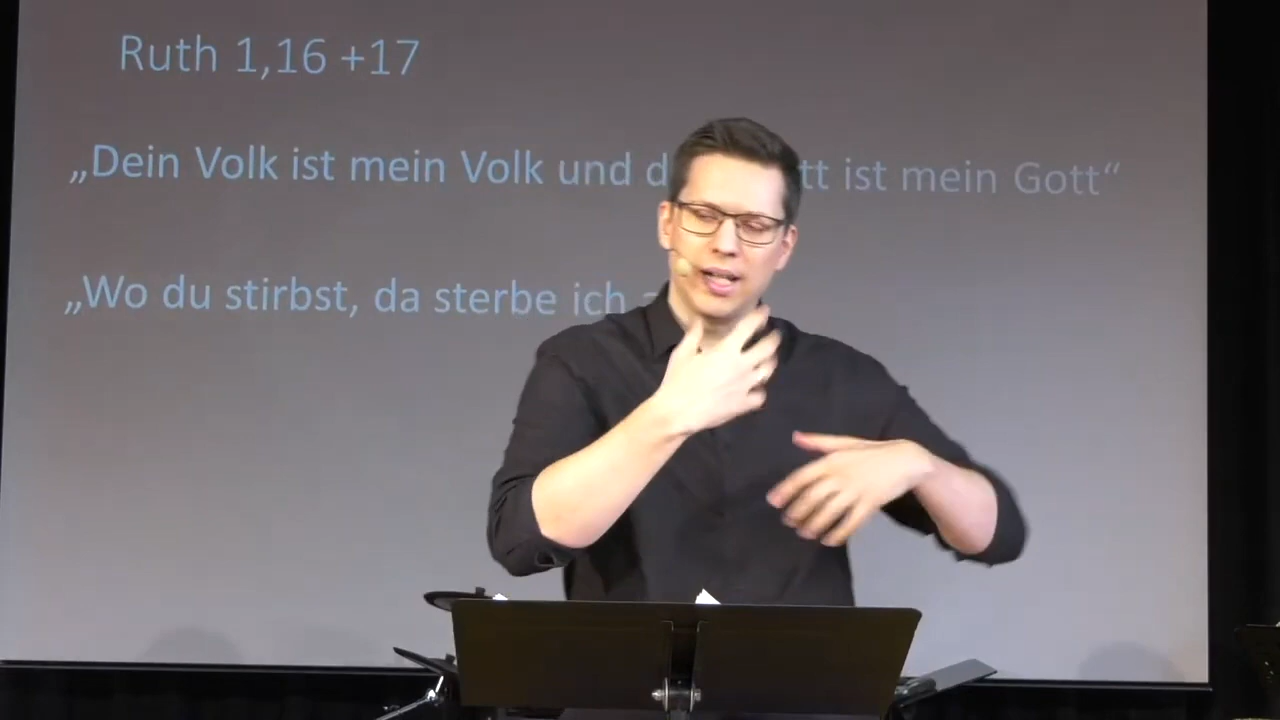 Ruth 1,16 +17
„Dein Volk ist mein Volk und ist mein Gott“
„Wo du stirbst, da sterbe ich